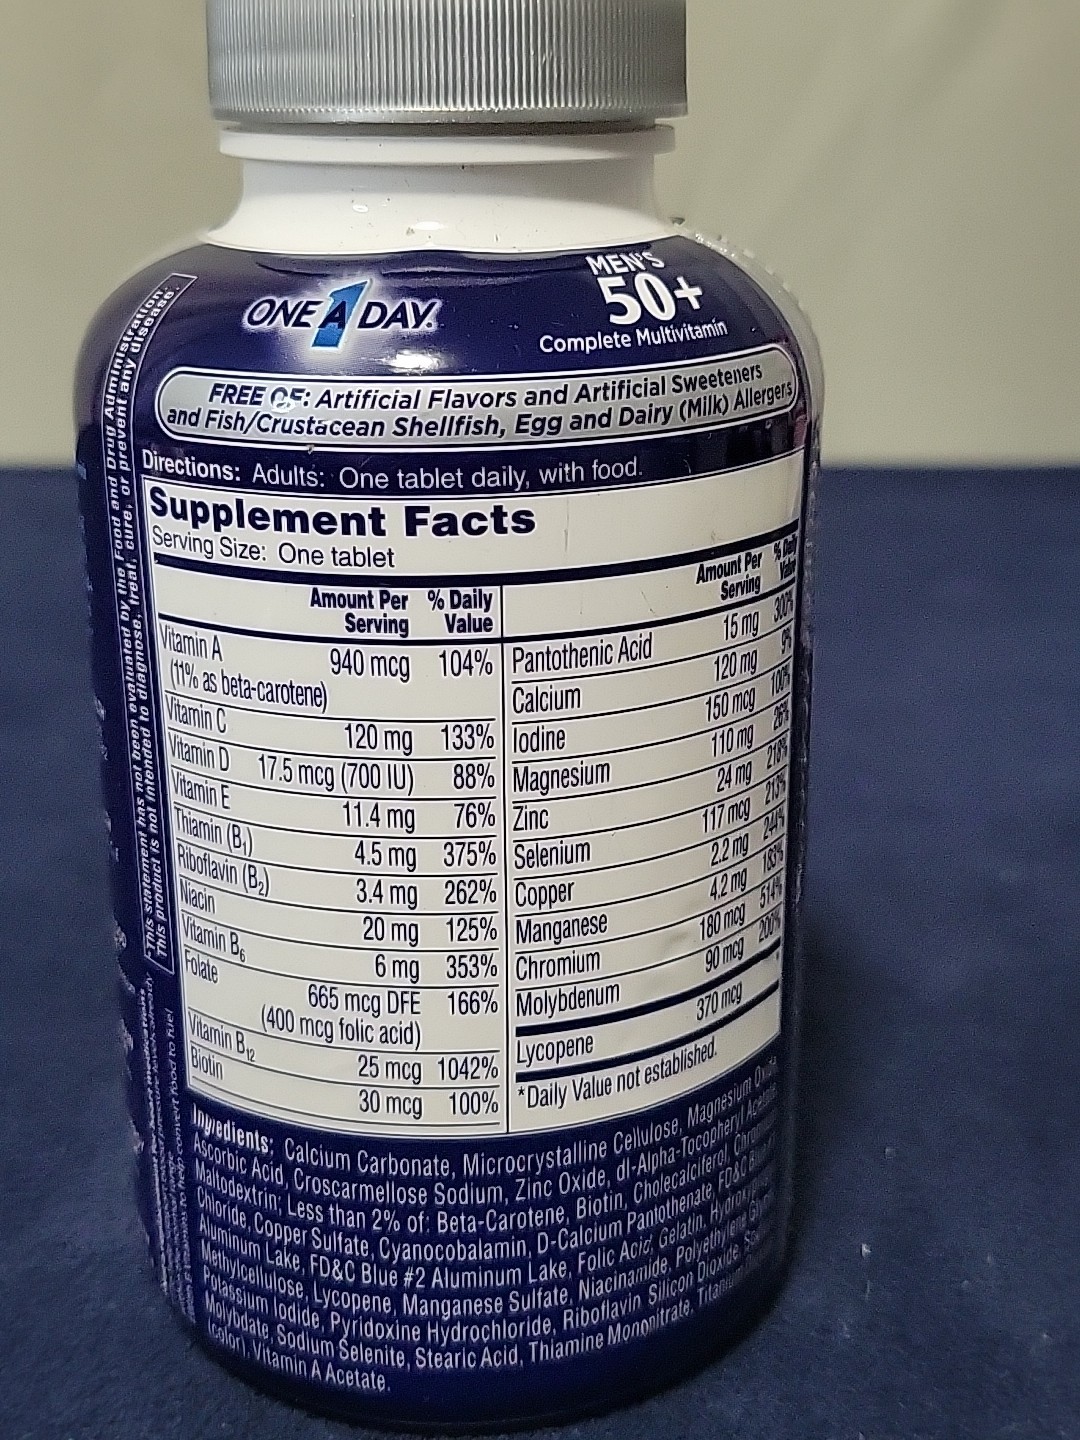 ONE A DAY.
MEN'S
50+
Complete Multivitamin
FREE OF: Artificial Flavors and Artificial Sweeteners
and Fish/Crustacean Shellfish, Egg and Dairy (Milk) Allergens
Directions: Adults: One tablet daily, with food.
Supplement Facts
Serving Size: One tablet
Amount Per Serving % Daily Value
Vitamin A 940 mcg 104%
(11% as beta-carotene)
Vitamin C 120 mg 133%
Vitamin D 17.5 mcg (700 IU) 88%
Vitamin E 11.4 mg 76%
Thiamin (B1) 4.5 mg 375%
Riboflavin (B2) 3.4 mg 262%
Niacin 20 mg 125%
Vitamin B6 6 mg 353%
Folate 665 mcg DFE 166%
(400 mcg folic acid)
Vitamin B12 25 mcg 1042%
Biotin 30 mcg 100%
Amount Per Serving % Daily Value
Pantothenic Acid 15 mg 300%
Calcium 120 mg 9%
Iodine 150 mcg 100%
Magnesium 110 mg 26%
Zinc 24 mg 218%
Selenium 117 mcg 213%
Copper 2.2 mg 244%
Manganese 4.2 mg 183%
Chromium 180 mcg 514%
Molybdenum 90 mcg 200%
Lycopene 370 mcg *
*Daily Value not established.
Ingredients: Calcium Carbonate, Microcrystalline Cellulose, Magnesium Oxide,
Ascorbic Acid, Croscarmellose Sodium, Zinc Oxide, dl-Alpha-Tocopheryl Acetate,
Maltodextrin; Less than 2% of: Beta-Carotene, Biotin, Cholecalciferol,
Chloride, Copper Sulfate, Cyanocobalamin, D-Calcium Pantothenate, FD&C
Aluminum Lake, FD&C Blue #2 Aluminum Lake, Folic Acid, Gelatin,
Methylcellulose, Lycopene, Manganese Sulfate, Niacinamide, Polyethylene
Potassium Iodide, Pyridoxine Hydrochloride, Riboflavin Silicon Dioxide,
Molybdate, Sodium Selenite, Stearic Acid, Thiamine Mononitrate,
(color), Vitamin A Acetate.
*This statement has not been evaluated by the Food and Drug Administration.
This product is not intended to diagnose, treat, cure, or prevent any disease.
convert food to fuel